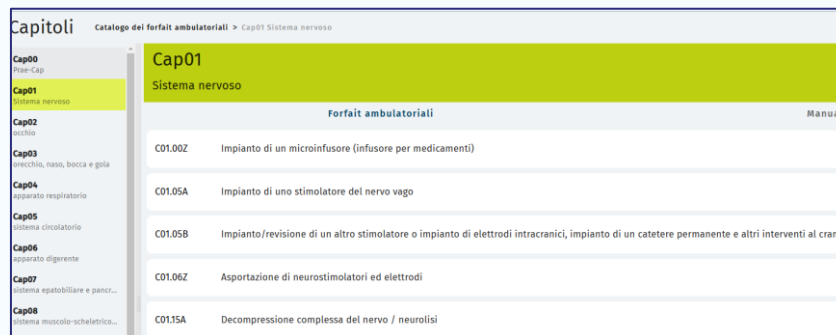 Capitoli
Catalogo dei forfait ambulatoriali > Cap01 Sistema nervoso
Cap00
Prae-Cap
Cap01
Sistema nervoso
Cap02
occhio
Cap03
orecchio, naso, bocca e gola
Cap04
apparato respiratorio
Cap05
sistema circolatorio
Cap06
apparato digerente
Cap07
sistema epatobiliare e pancr...
Cap08
sistema muscolo-scheletrico...
Cap01
Sistema nervoso
Forfait ambulatoriali
C01.00Z Impianto di un microinfusore (infusore per medicamenti)
C01.05A Impianto di uno stimolatore del nervo vago
C01.05B Impianto/revisione di un altro stimolatore o impianto di elettrodi intracranici, impianto di un catetere permanente e altri interventi al
C01.06Z Asportazione di neurostimolatori ed elettrodi
C01.15A Decompressione complessa del nervo / neurolisi